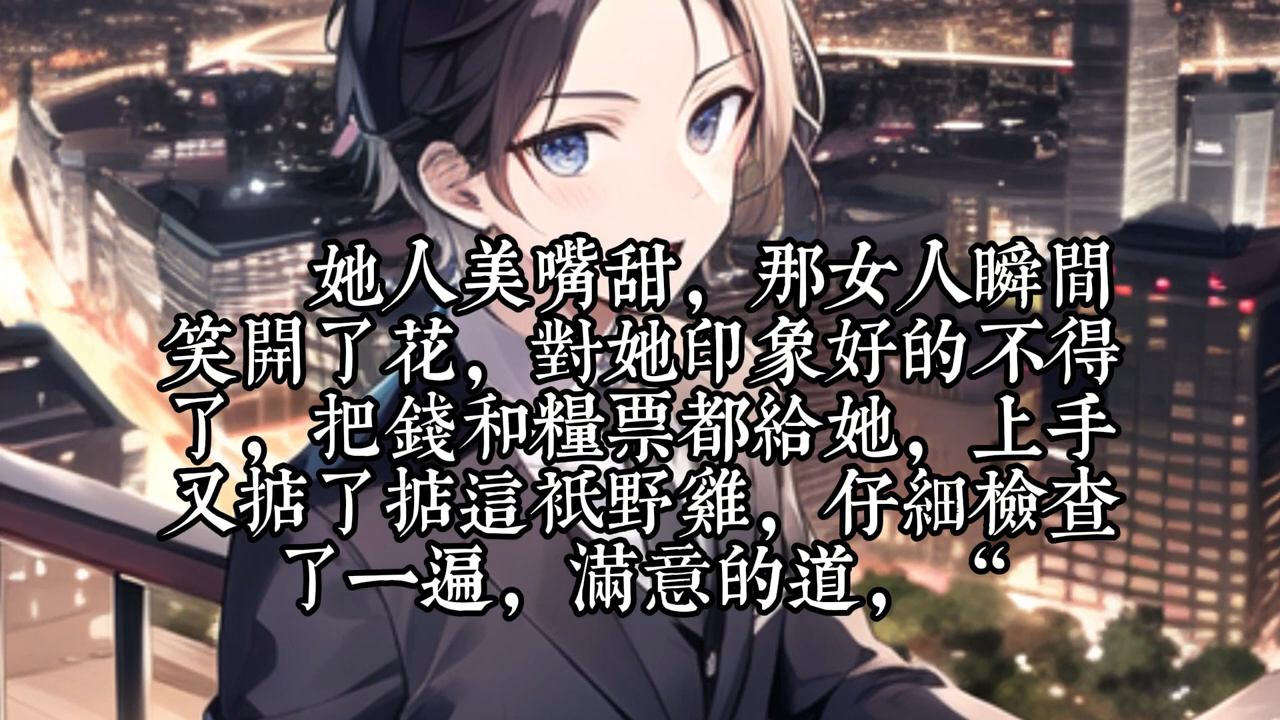 她人美嘴甜，那女人瞬間
笑開了花，對她印象好的不得
了，把錢和糧票都給她，上手
又掂了掂這祇野雞，仔細檢查
了一遍，滿意的道，“